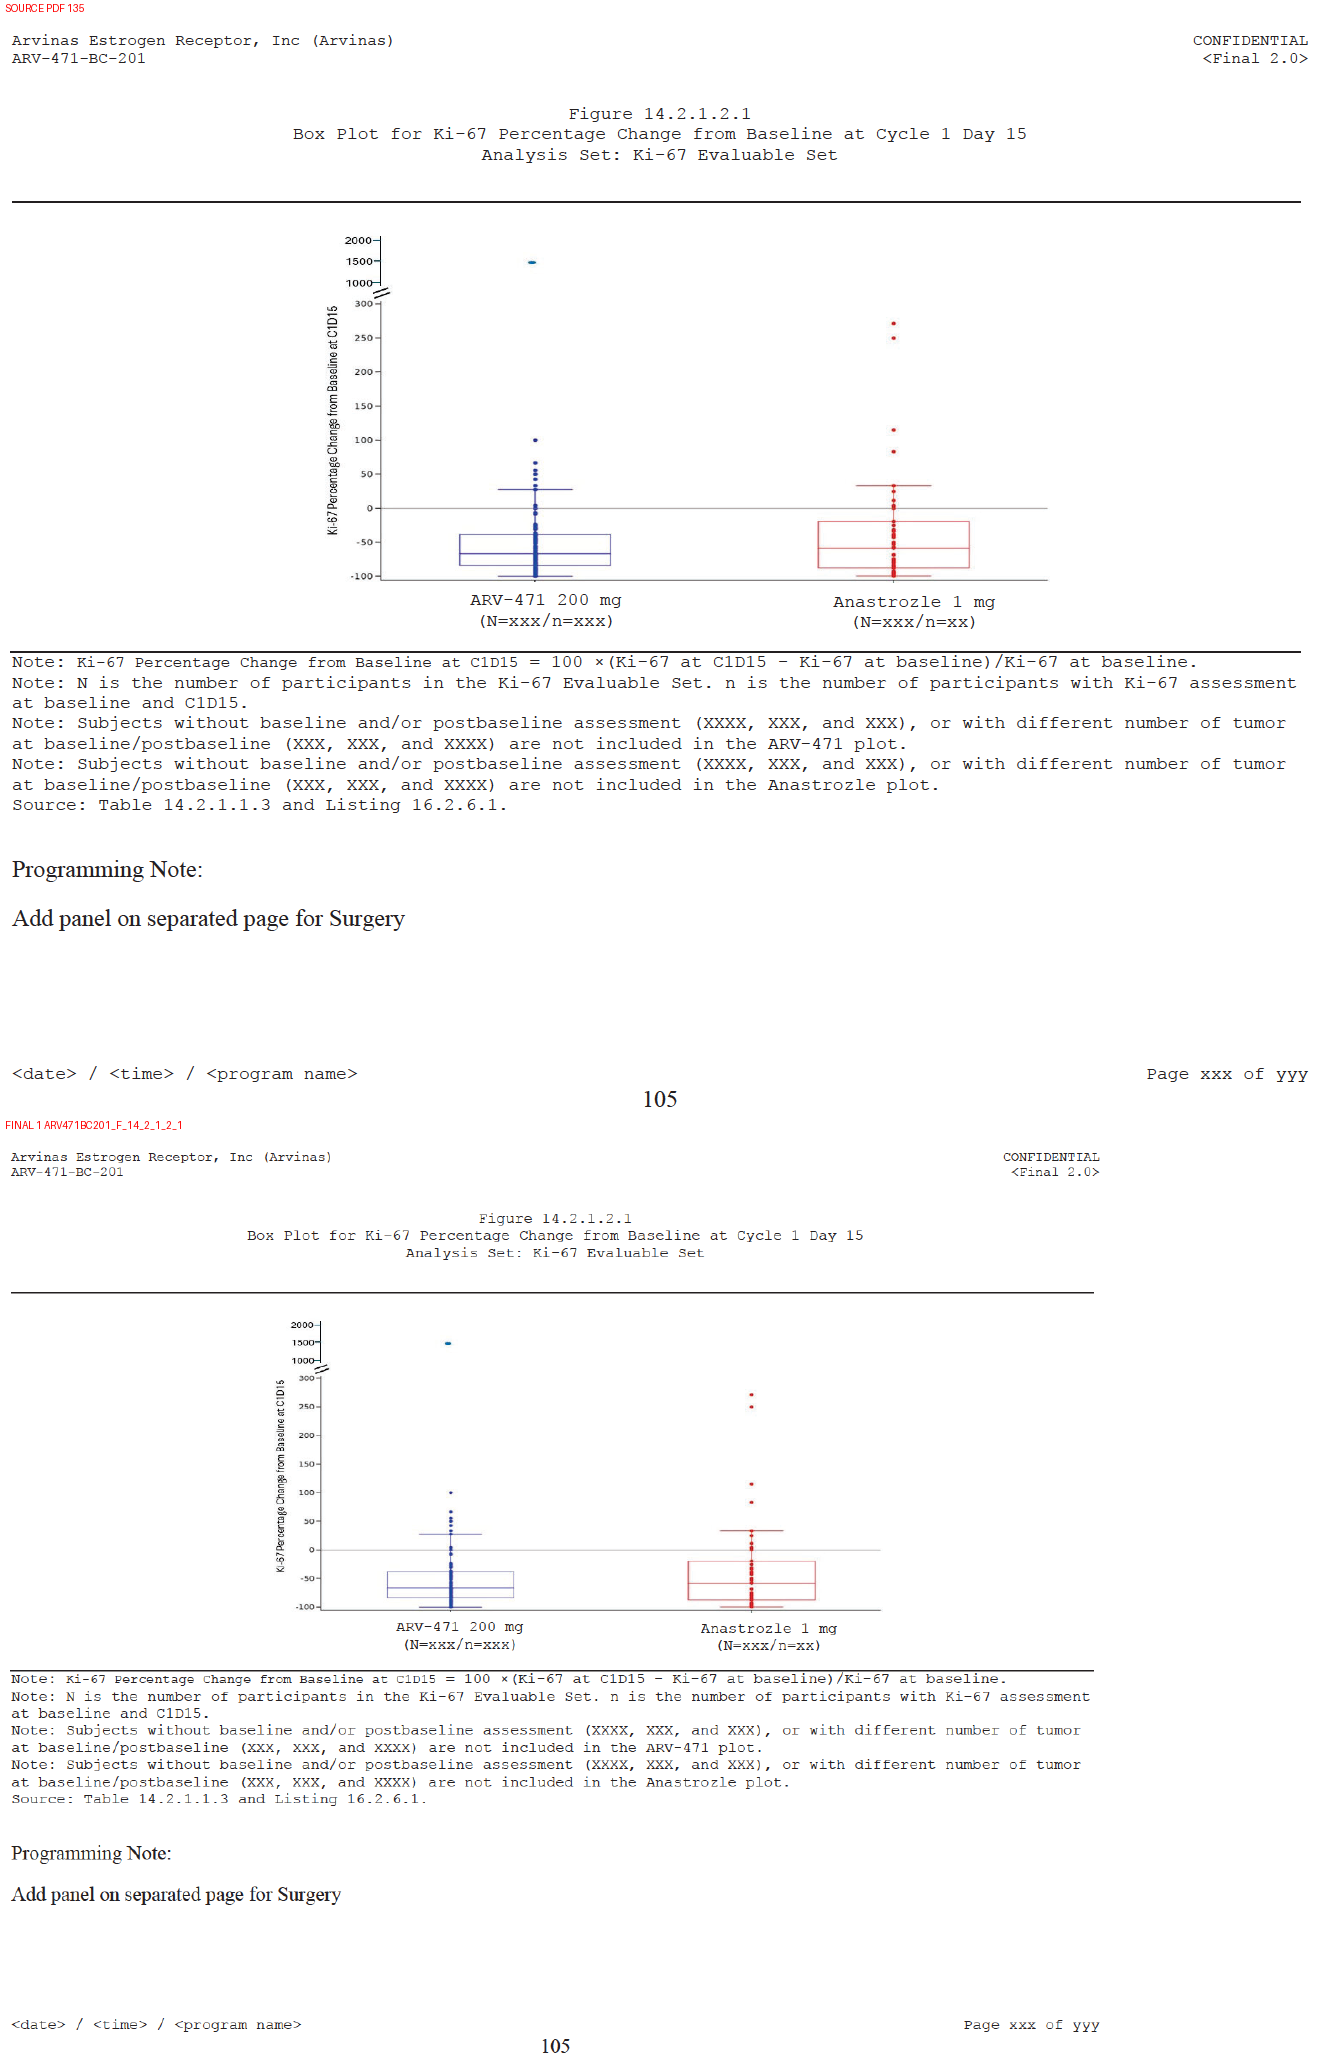 SOURCE PDF 135
Arvinas Estrogen Receptor, Inc (Arvinas) CONFIDENTIAL
ARV-471-BC-201 <Final 2.0>
Figure 14.2.1.2.1
Box Plot for Ki-67 Percentage Change from Baseline at Cycle 1 Day 15
Analysis Set: Ki-67 Evaluable Set
2000
1500
1000
300
250
200
150
100
50
0
-50
-100
Ki-67 Percentage Change from Baseline at C1D15
ARV-471 200 mg Anastrozle 1 mg
(N=xxx/n=xxx) (N=xxx/n=xx)
Note: Ki-67 Percentage Change from Baseline at C1D15 = 100 ×(Ki-67 at C1D15 - Ki-67 at baseline)/Ki-67 at baseline.
Note: N is the number of participants in the Ki-67 Evaluable Set. n is the number of participants with Ki-67 assessment
at baseline and C1D15.
Note: Subjects without baseline and/or postbaseline assessment (XXXX, XXX, and XXX), or with different number of tumor
at baseline/postbaseline (XXX, XXX, and XXXX) are not included in the ARV-471 plot.
Note: Subjects without baseline and/or postbaseline assessment (XXXX, XXX, and XXX), or with different number of tumor
at baseline/postbaseline (XXX, XXX, and XXXX) are not included in the Anastrozle plot.
Source: Table 14.2.1.1.3 and Listing 16.2.6.1.
Programming Note:
Add panel on separated page for Surgery
<date> / <time> / <program name> Page xxx of yyy
105
FINAL 1 ARV471BC201_F_14_2_1_2_1
Arvinas Estrogen Receptor, Inc (Arvinas) CONFIDENTIAL
ARV-471-BC-201 <Final 2.0>
Figure 14.2.1.2.1
Box Plot for Ki-67 Percentage Change from Baseline at Cycle 1 Day 15
Analysis Set: Ki-67 Evaluable Set
2000
1500
1000
300
250
200
150
100
50
0
-50
-100
Ki-67 Percentage Change from Baseline at C1D15
ARV-471 200 mg Anastrozle 1 mg
(N=xxx/n=xxx) (N=xxx/n=xx)
Note: Ki-67 Percentage Change from Baseline at C1D15 = 100 ×(Ki-67 at C1D15 - Ki-67 at baseline)/Ki-67 at baseline.
Note: N is the number of participants in the Ki-67 Evaluable Set. n is the number of participants with Ki-67 assessment
at baseline and C1D15.
Note: Subjects without baseline and/or postbaseline assessment (XXXX, XXX, and XXX), or with different number of tumor
at baseline/postbaseline (XXX, XXX, and XXXX) are not included in the ARV-471 plot.
Note: Subjects without baseline and/or postbaseline assessment (XXXX, XXX, and XXX), or with different number of tumor
at baseline/postbaseline (XXX, XXX, and XXXX) are not included in the Anastrozle plot.
Source: Table 14.2.1.1.3 and Listing 16.2.6.1.
Programming Note:
Add panel on separated page for Surgery
<date> / <time> / <program name> Page xxx of yyy
105